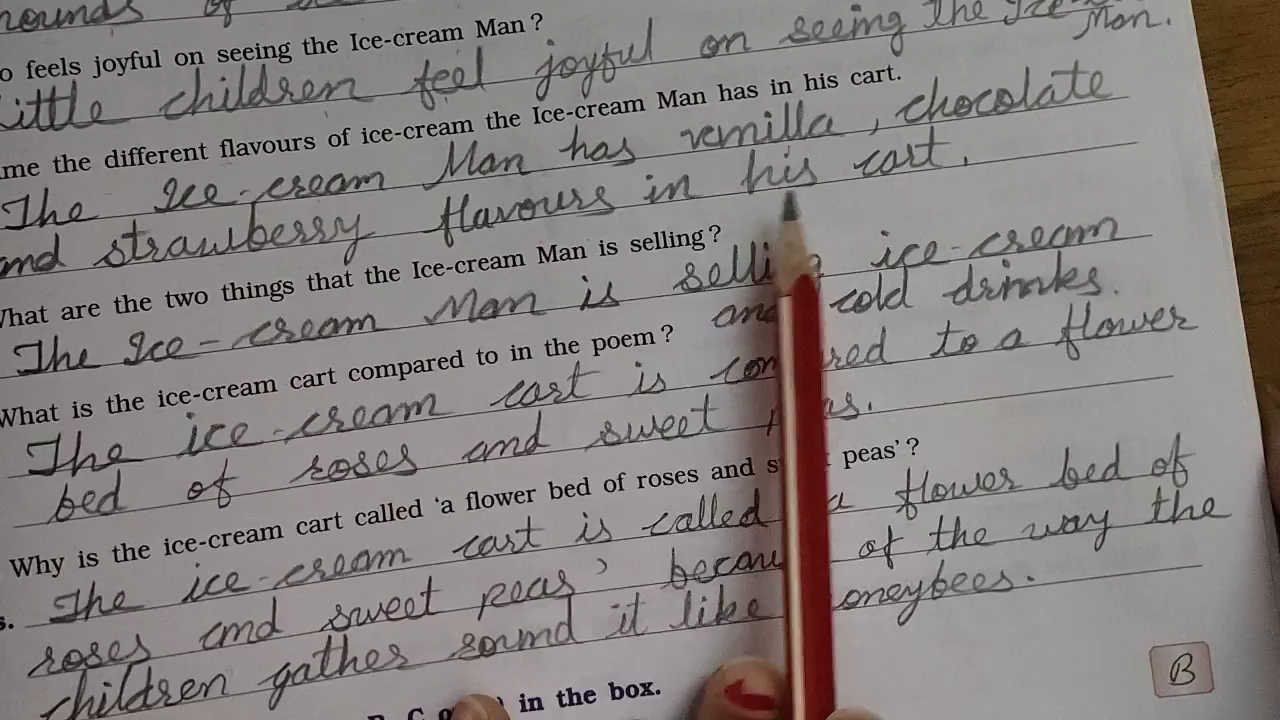 feels joyful on seeing the Ice-cream Man?
Little children feel joyful on seeing the Ice
Man.
me the different flavours of ice-cream the Ice-cream Man has in his cart.
The Ice-cream Man has venilla, chocolate
and strawberry flavours in his cart.
What are the two things that the Ice-cream Man is selling?
The Ice-cream Man is selling ice-cream
and cold drinks.
What is the ice-cream cart compared to in the poem?
The ice-cream cart is compared to a flower
bed of roses and sweet peas.
Why is the ice-cream cart called 'a flower bed of roses and sweet peas'?
The ice-cream cart is called a flower bed of
roses and sweet peas' because of the way the
children gather round it like honeybees.
in the box.
B